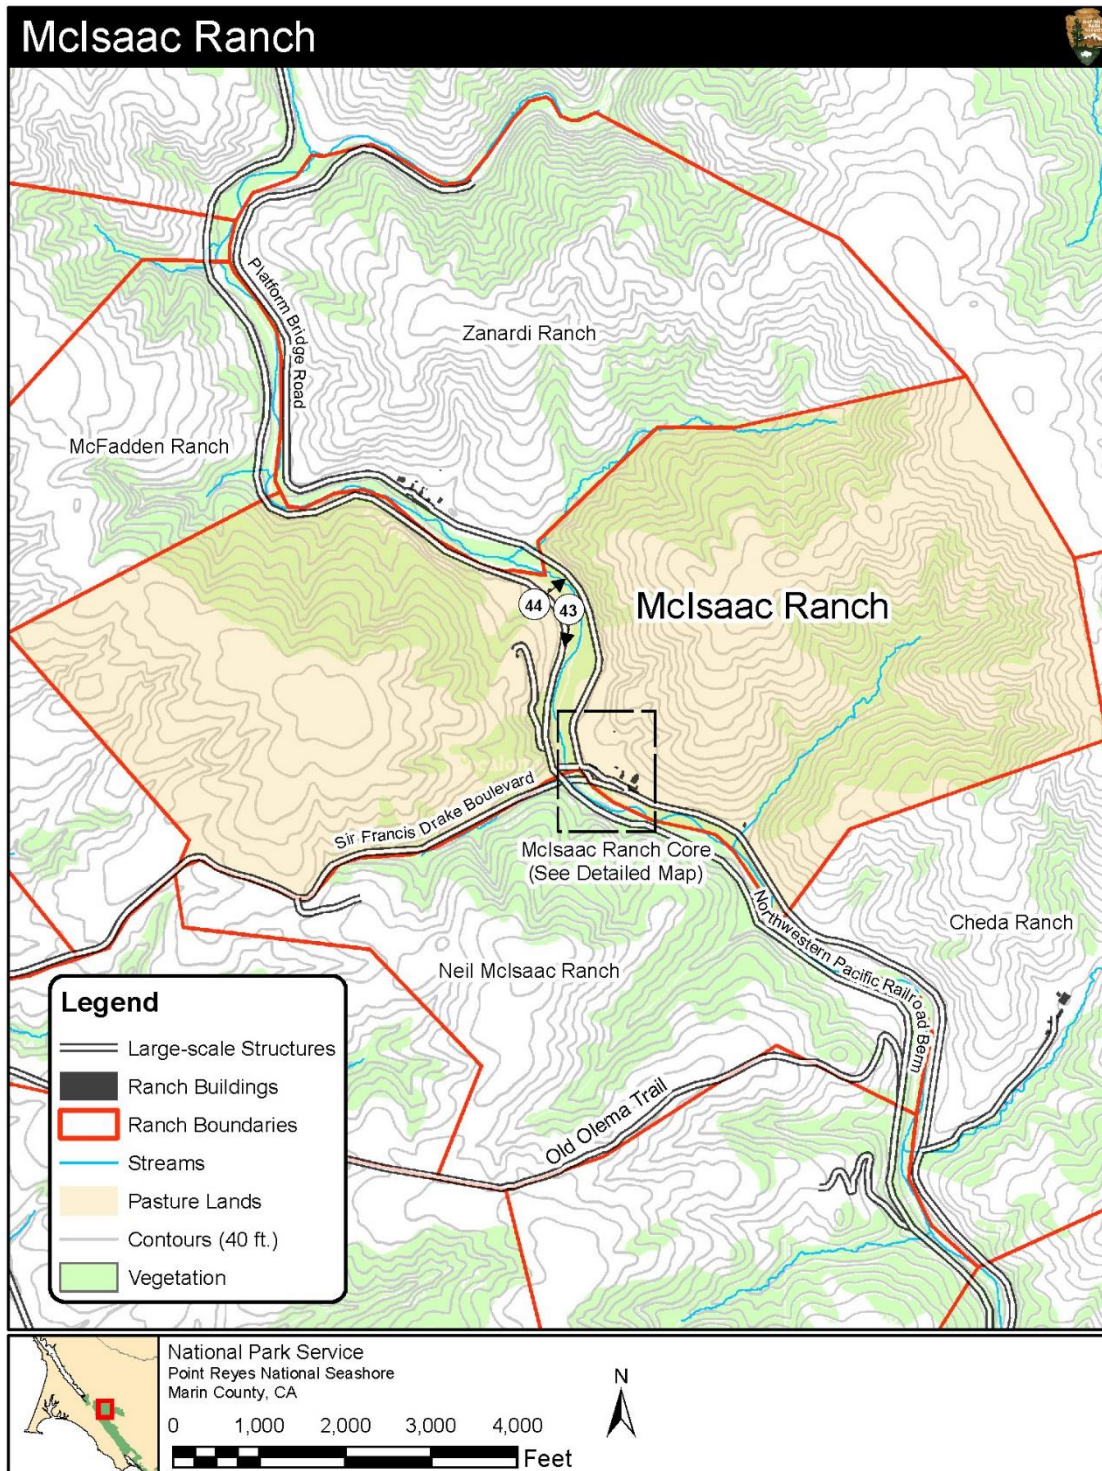 McIsaac Ranch
Platform Bridge Road
Zanardi Ranch
McFadden Ranch
44
43
McIsaac Ranch
Sir Francis Drake Boulevard
McIsaac Ranch Core
(See Detailed Map)
Northwestern Pacific Railroad Berm
Cheda Ranch
Neil McIsaac Ranch
Old Olema Trail
Legend
Large-scale Structures
Ranch Buildings
Ranch Boundaries
Streams
Pasture Lands
Contours (40 ft.)
Vegetation
National Park Service
Point Reyes National Seashore
Marin County, CA
N
0 1,000 2,000 3,000 4,000
Feet